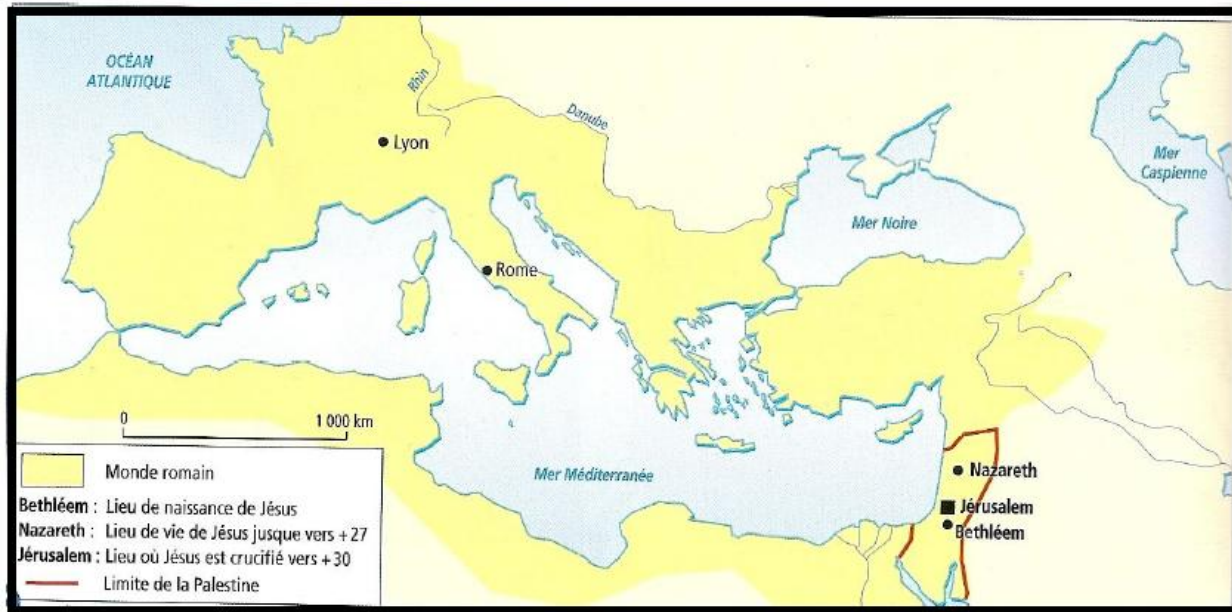 OCÉAN
ATLANTIQUE
Rhin
Danube
Lyon
Mer
Caspienne
Mer Noire
Rome
0 1 000 km
Mer Méditerranée
Nazareth
Jérusalem
Bethléem
Monde romain
Bethléem : Lieu de naissance de Jésus
Nazareth : Lieu de vie de Jésus jusque vers +27
Jérusalem : Lieu où Jésus est crucifié vers +30
Limite de la Palestine